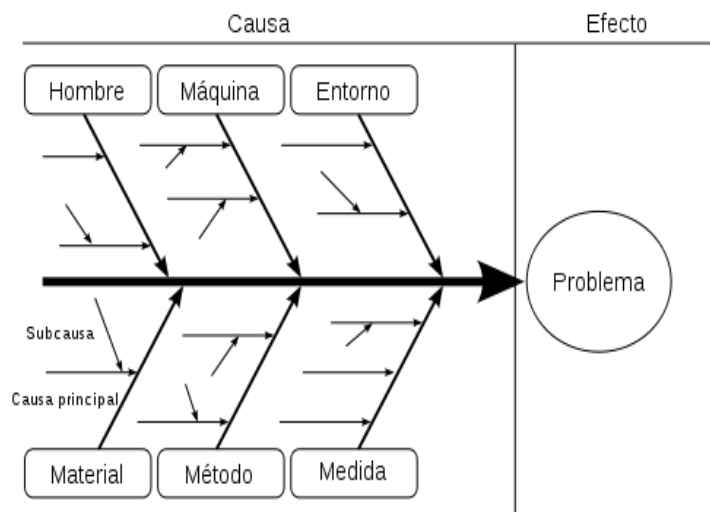 Causa
Efecto
Hombre
Máquina
Entorno
Problema
Subcausa
Causa principal
Material
Método
Medida